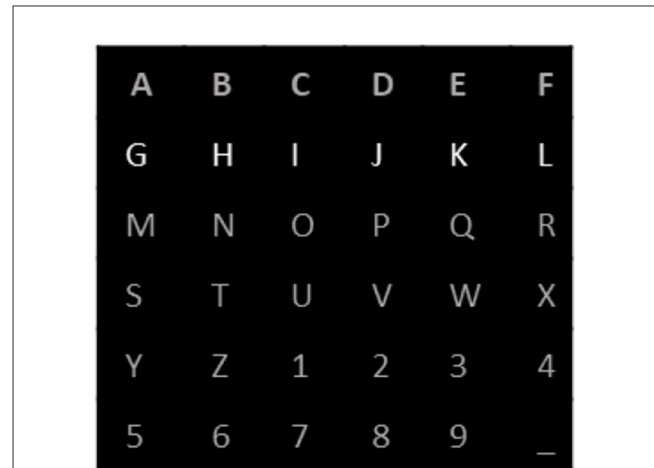 A B C D E F
G H I J K L
M N O P Q R
S T U V W X
Y Z 1 2 3 4
5 6 7 8 9 _